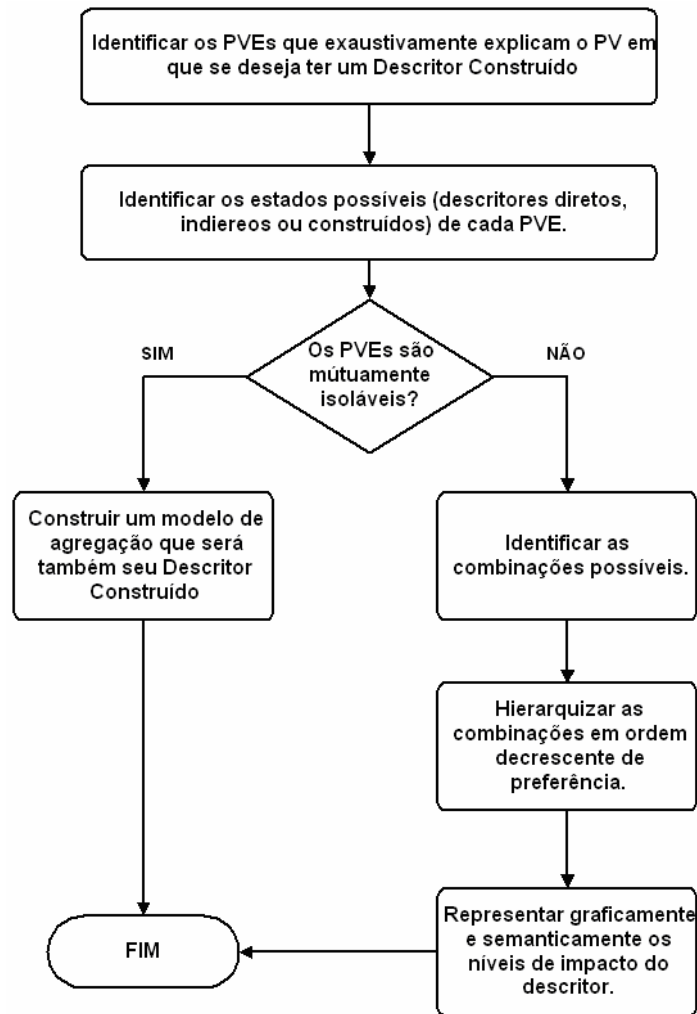 Identificar os PVEs que exaustivamente explicam o PV em
que se deseja ter um Descritor Construído
Identificar os estados possíveis (descritores diretos,
indiereos ou construídos) de cada PVE.
Os PVEs são
mútuamente
isoláveis?
SIM
NÃO
Construir um modelo de
agregação que será
também seu Descritor
Construído
Identificar as
combinações possíveis.
Hierarquizar as
combinações em ordem
decrescente de
preferência.
Representar graficamente
e semanticamente os
níveis de impacto do
descritor.
FIM